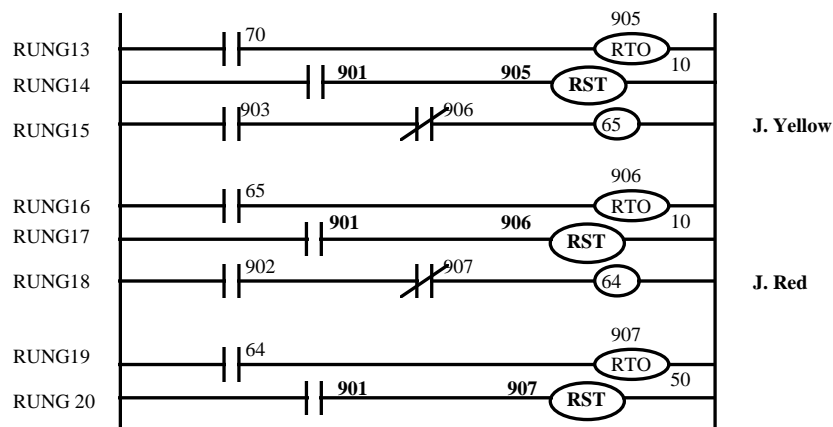 905
RUNG13 70 RTO
10
RUNG14 901 905 RST
RUNG15 903 906 65 J. Yellow
906
RUNG16 65 RTO
10
RUNG17 901 906 RST
RUNG18 902 907 64 J. Red
907
RUNG19 64 RTO
50
RUNG 20 901 907 RST